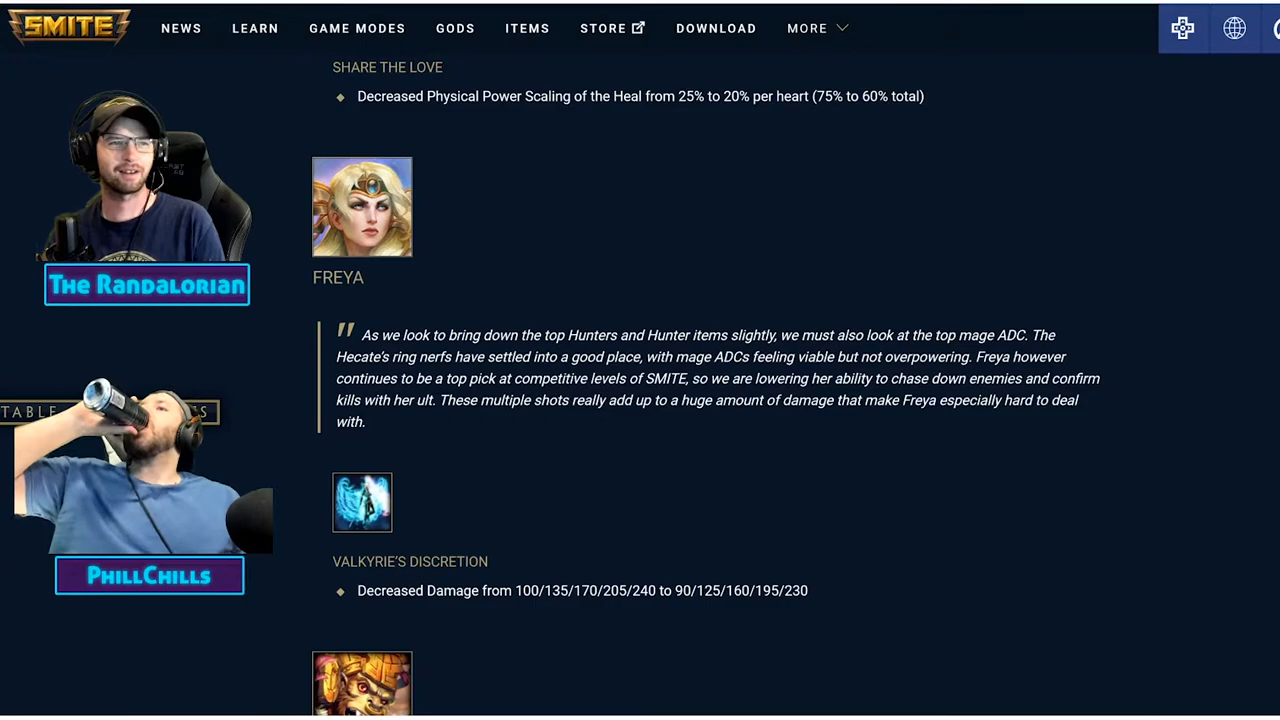 SMITE
NEWS
LEARN
GAME MODES
GODS
ITEMS
STORE
DOWNLOAD
MORE
SHARE THE LOVE
Decreased Physical Power Scaling of the Heal from 25% to 20% per heart (75% to 60% total)
The Randalorian
FREYA
" As we look to bring down the top Hunters and Hunter items slightly, we must also look at the top mage ADC. The
Hecate's ring nerfs have settled into a good place, with mage ADCs feeling viable but not overpowering. Freya however
continues to be a top pick at competitive levels of SMITE, so we are lowering her ability to chase down enemies and confirm
kills with her ult. These multiple shots really add up to a huge amount of damage that make Freya especially hard to deal
with.
TABLE
PhillChills
VALKYRIE'S DISCRETION
Decreased Damage from 100/135/170/205/240 to 90/125/160/195/230